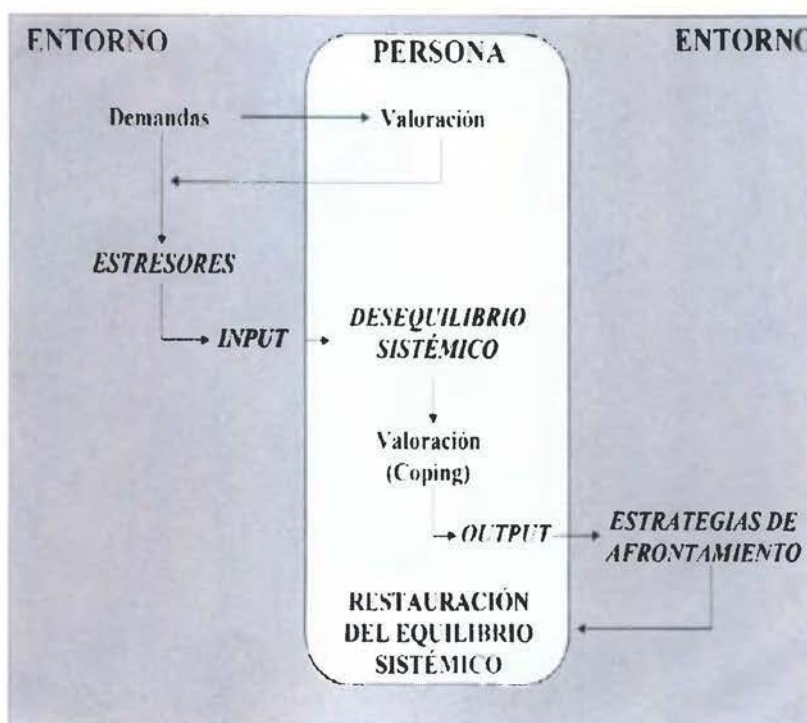 ENTORNO
PERSONA
ENTORNO
Demandas
Valoración
ESTRESORES
INPUT
DESEQUILIBRIO
SISTÉMICO
Valoración
(Coping)
OUTPUT
ESTRATEGIAS DE
AFRONTAMIENTO
RESTAURACIÓN
DEL EQUILIBRIO
SISTÉMICO